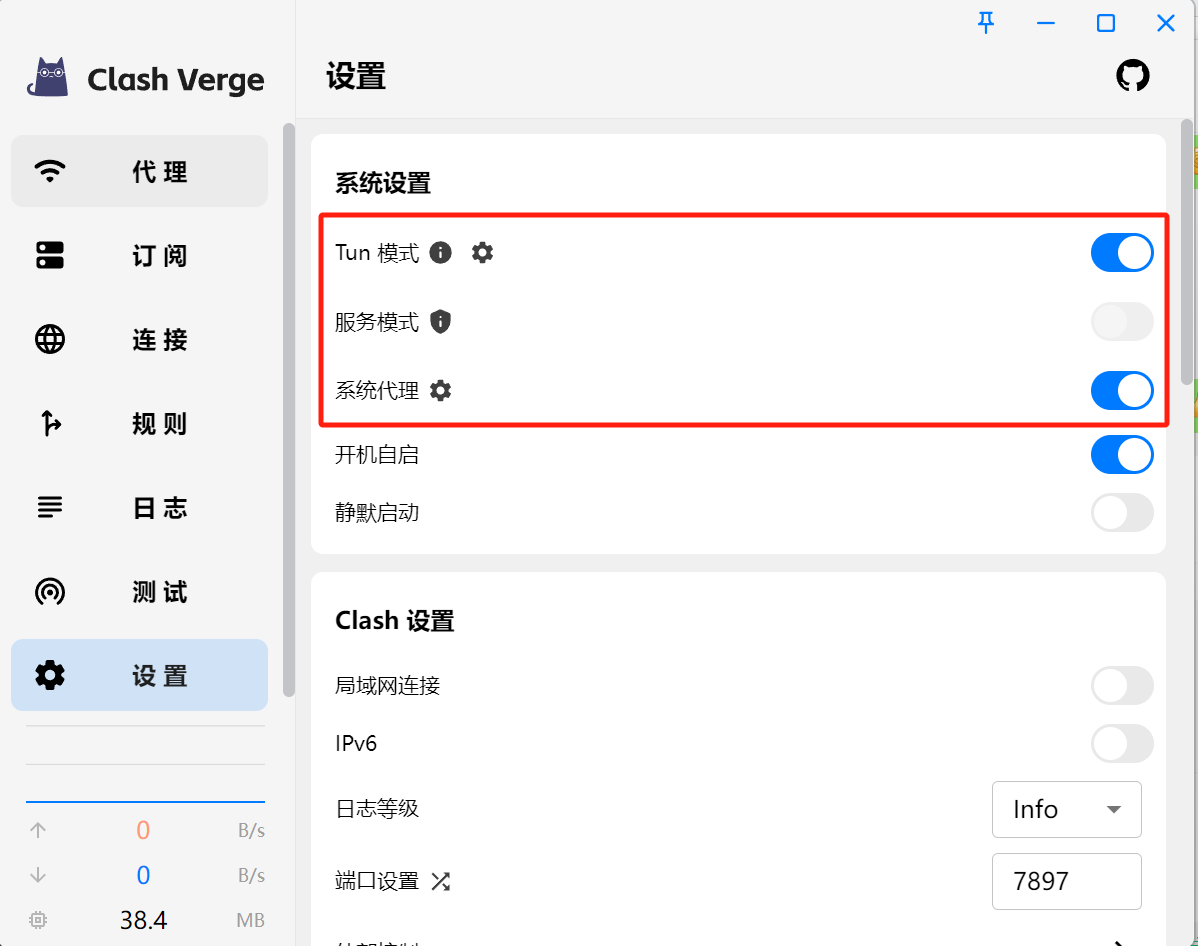 Clash Verge
代 理
订 阅
连 接
规 则
日 志
测 试
设 置
0 B/s
0 B/s
38.4 MB
设置
系统设置
Tun 模式
服务模式
系统代理
开机自启
静默启动
Clash 设置
局域网连接
IPv6
日志等级 Info
端口设置 7897